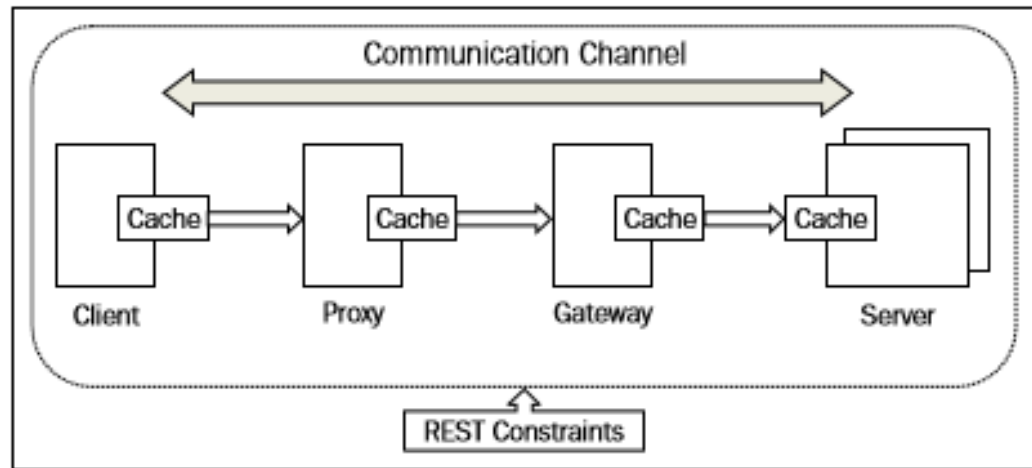 Communication Channel
Cache Cache Cache Cache
Client Proxy Gateway Server
REST Constraints